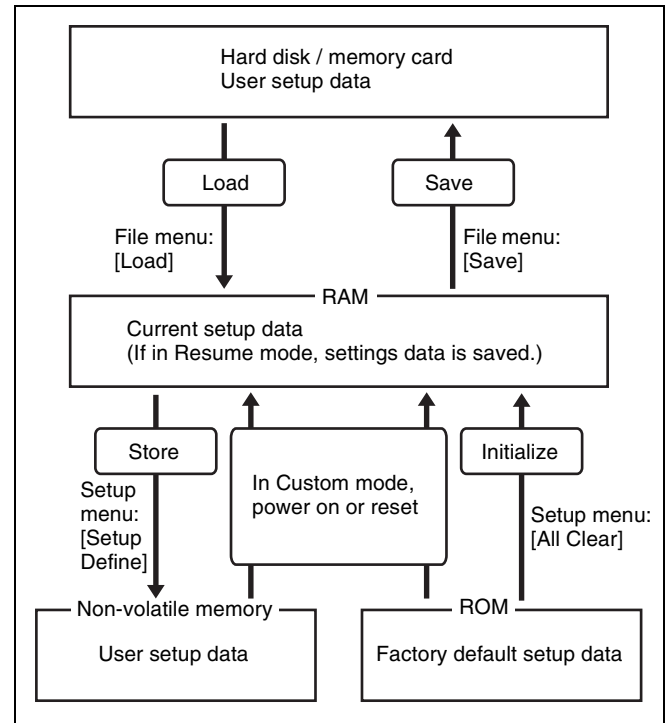 Hard disk / memory card
User setup data
Load
Save
File menu:
[Load]
File menu:
[Save]
RAM
Current setup data
(If in Resume mode, settings data is saved.)
Store
In Custom mode,
power on or reset
Initialize
Setup
menu:
[Setup
Define]
Setup menu:
[All Clear]
Non-volatile memory
User setup data
ROM
Factory default setup data